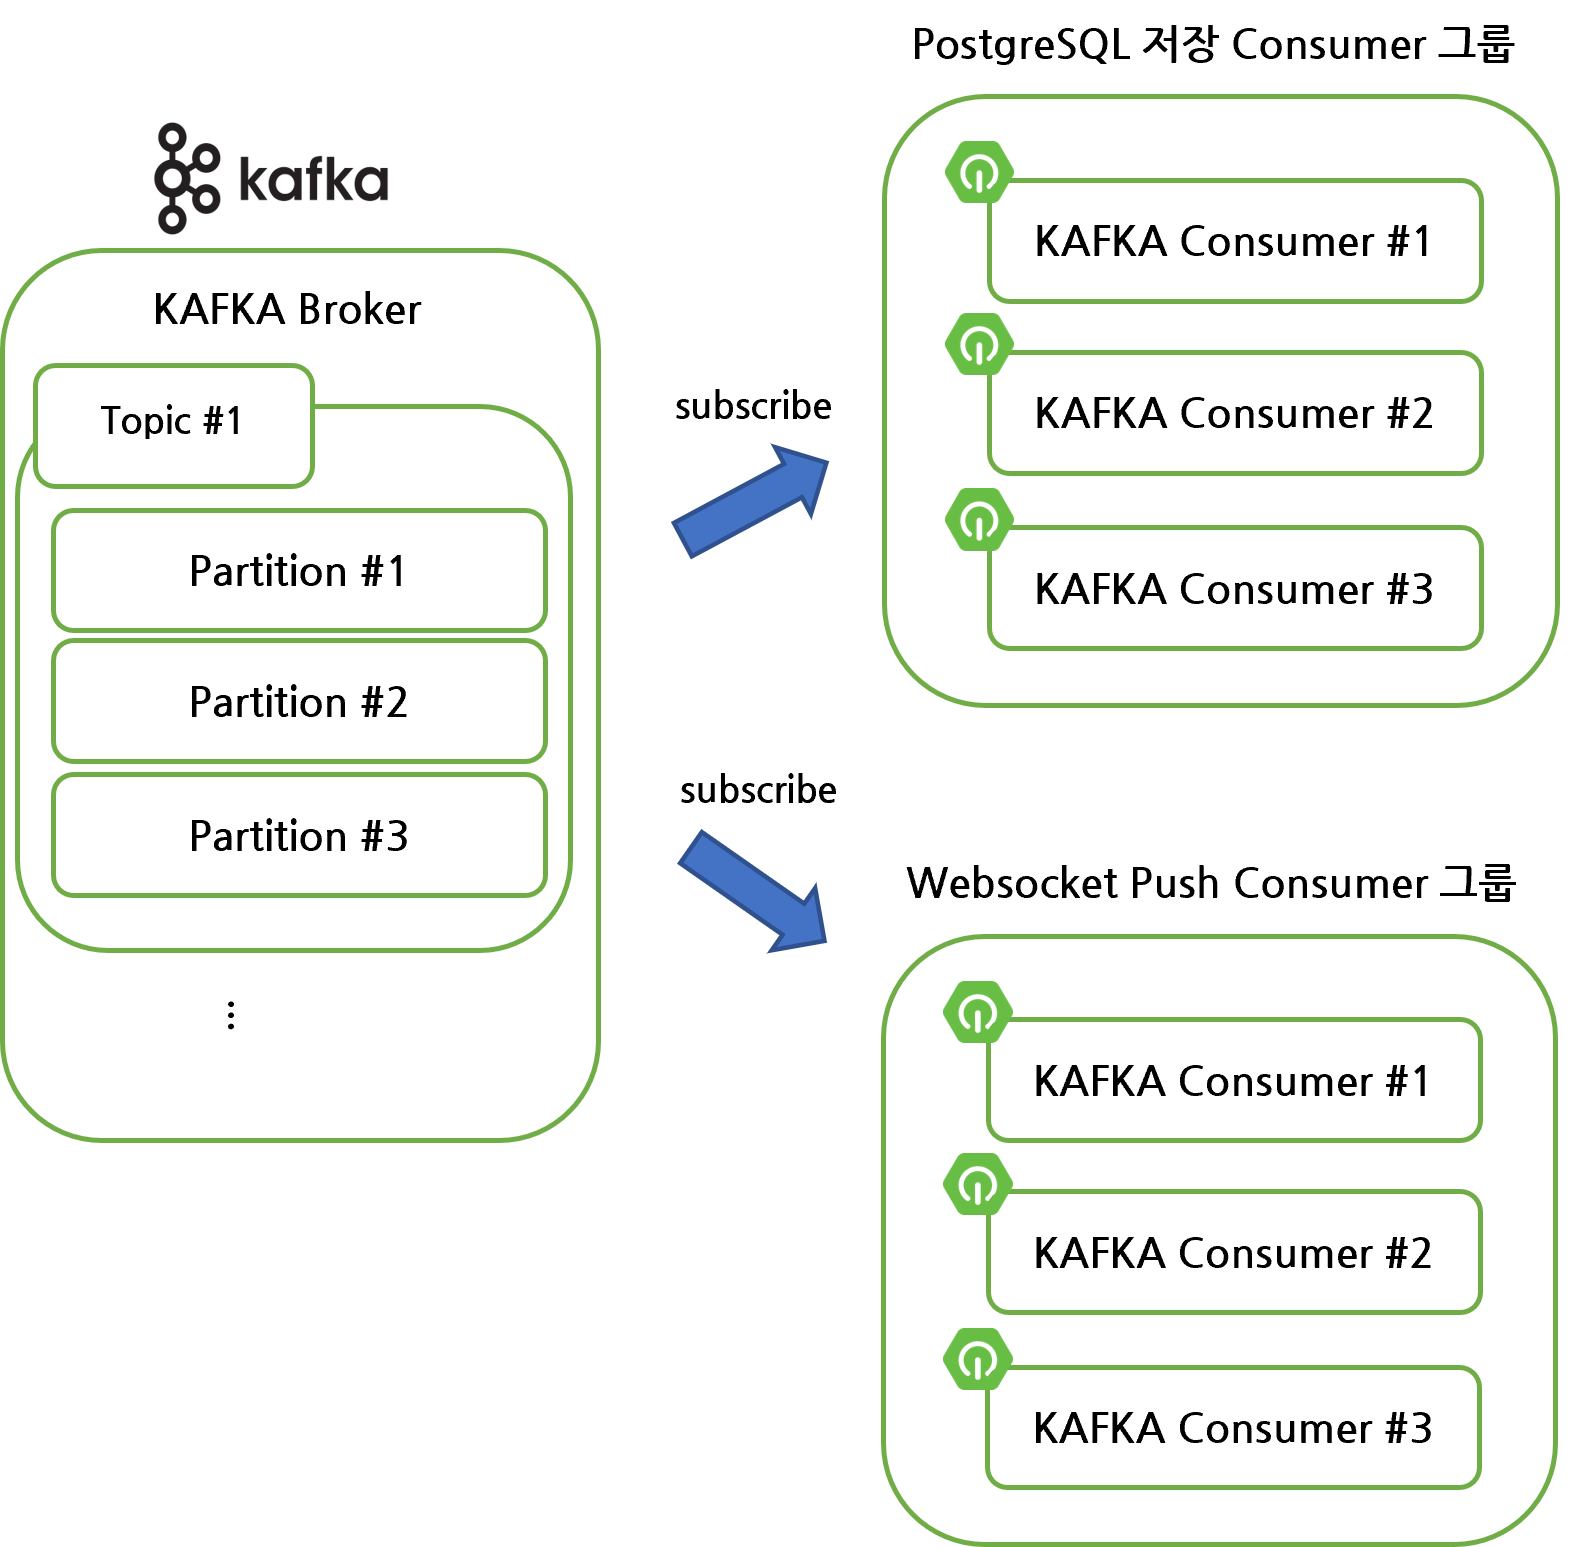 kafka
KAFKA Broker
Topic #1
Partition #1
Partition #2
Partition #3
⋮
subscribe
subscribe
PostgreSQL 저장 Consumer 그룹
KAFKA Consumer #1
KAFKA Consumer #2
KAFKA Consumer #3
Websocket Push Consumer 그룹
KAFKA Consumer #1
KAFKA Consumer #2
KAFKA Consumer #3